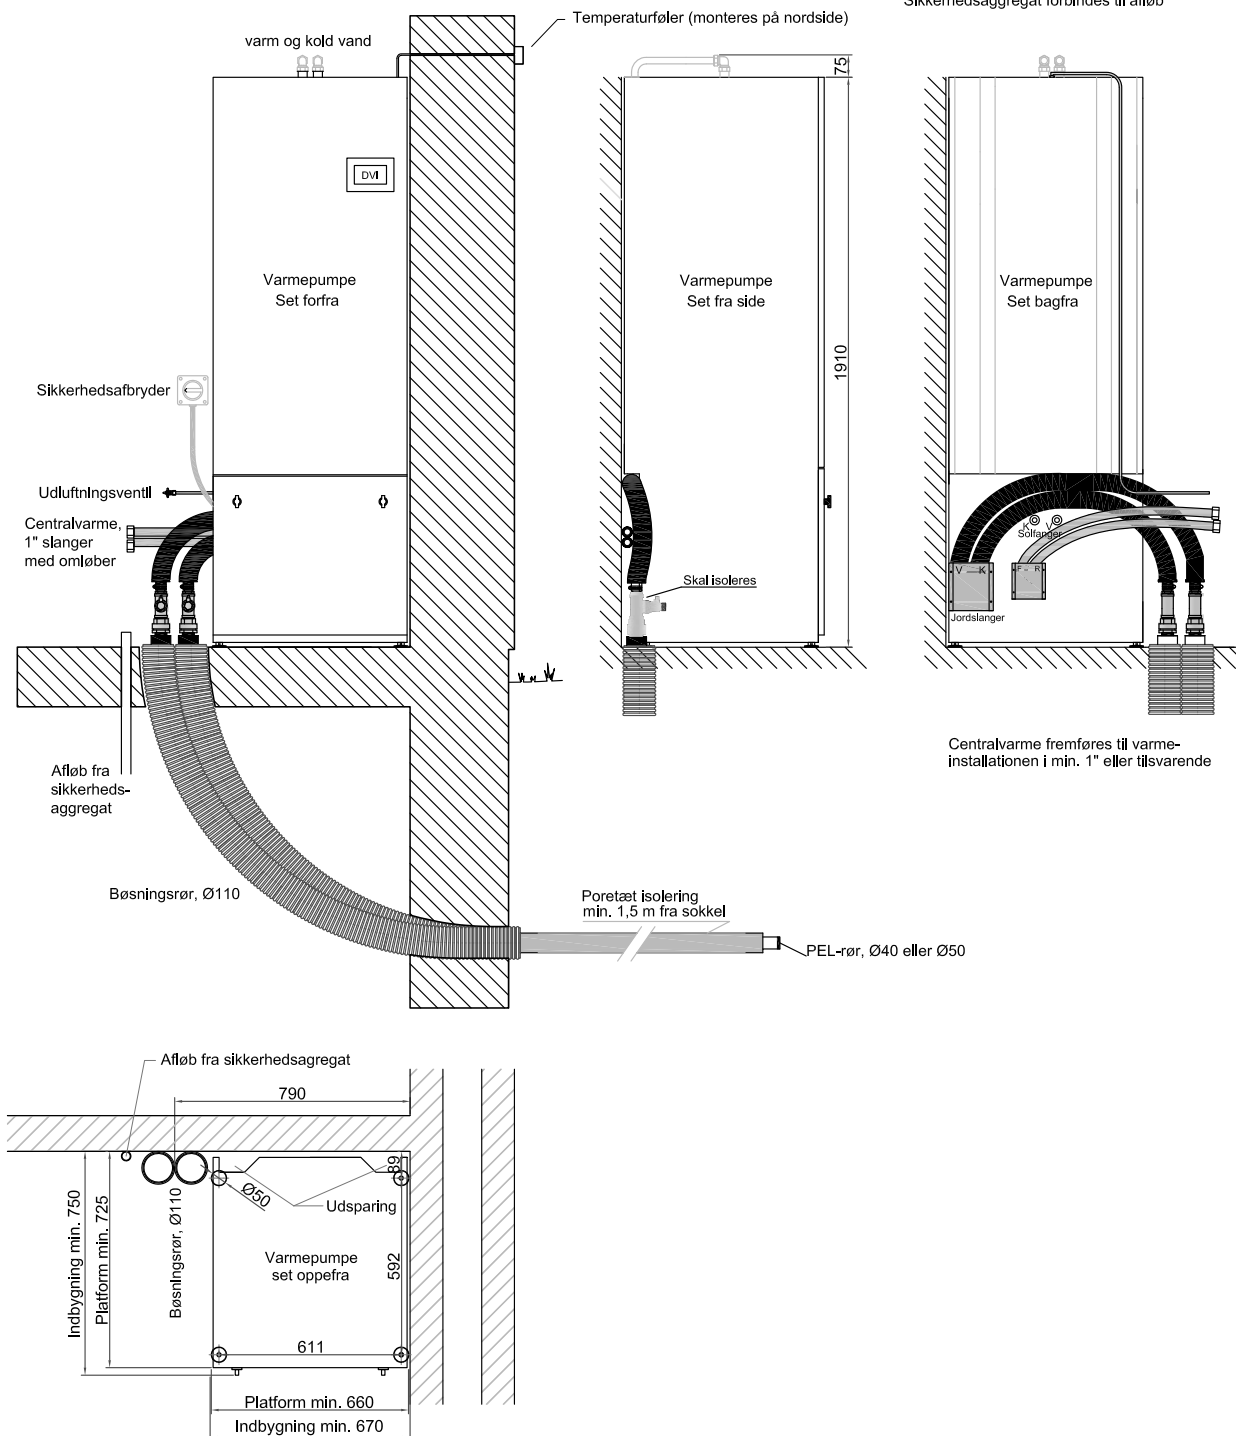 Sikkerhedsaggregat forbindes til afløb
Temperaturføler (monteres på nordside)
varm og kold vand
75
DVI
Varmepumpe
Set forfra
Varmepumpe
Set fra side
Varmepumpe
Set bagfra
1910
Sikkerhedsafbryder
Udluftningsventil
Centralvarme,
1" slanger
med omløber
K V
Solfanger
V K
F R
Jordslanger
Skal isoleres
Afløb fra
sikkerheds-
aggregat
Centralvarme fremføres til varme-
installationen i min. 1" eller tilsvarende
Bøsningsrør, Ø110
Poretæt isolering
min. 1,5 m fra sokkel
PEL-rør, Ø40 eller Ø50
Afløb fra sikkerhedsagregat
790
89
Ø50
Udsparing
Indbygning min. 750
Platform min. 725
Bøsningsrør, Ø110
Varmepumpe
set oppefra
592
611
Platform min. 660
Indbygning min. 670